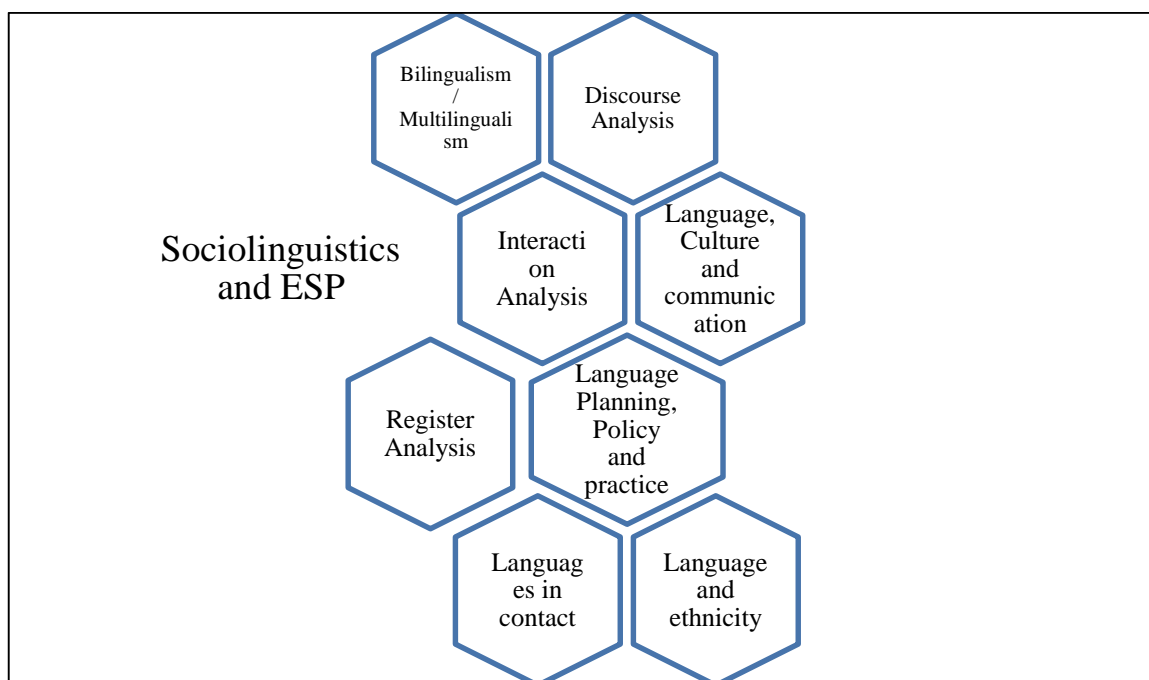 Bilingualism
/
Multilinguali
sm
Discourse
Analysis
Sociolinguistics
and ESP
Interacti
on
Analysis
Language,
Culture
and
communic
ation
Register
Analysis
Language
Planning,
Policy
and
practice
Languag
es in
contact
Language
and
ethnicity